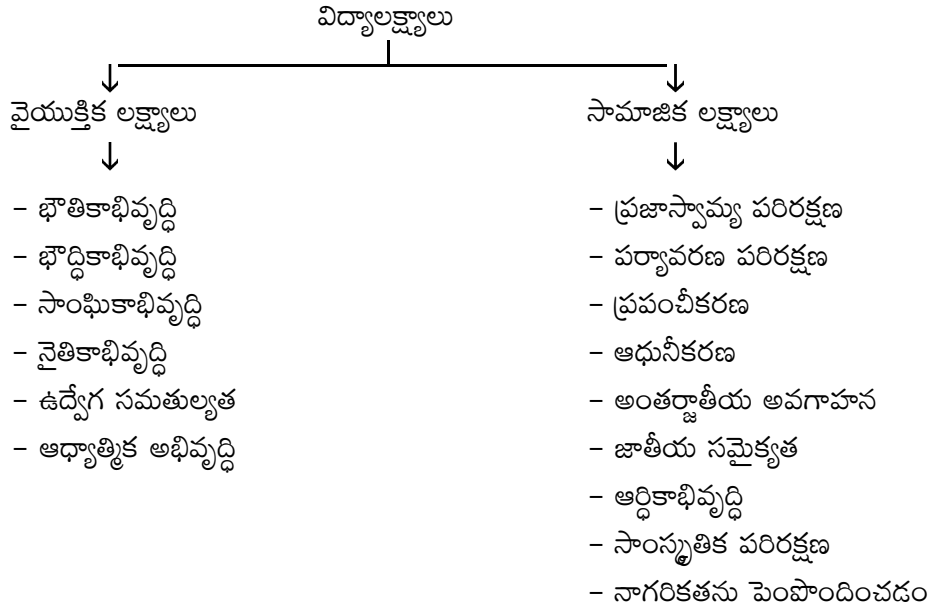 విద్యాలక్ష్యాలు
వైయుక్తిక లక్ష్యాలు
– భౌతికాభివృద్ధి
– భౌద్ధికాభివృద్ధి
– సాంఘికాభివృద్ధి
– నైతికాభివృద్ధి
– ఉద్వేగ సమతుల్యత
– ఆధ్యాత్మిక అభివృద్ధి
సామాజిక లక్ష్యాలు
– ప్రజాస్వామ్య పరిరక్షణ
– పర్యావరణ పరిరక్షణ
– ప్రపంచీకరణ
– ఆధునీకరణ
– అంతర్జాతీయ అవగాహన
– జాతీయ సమైక్యత
– ఆర్థికాభివృద్ధి
– సాంస్కృతిక పరిరక్షణ
– నాగరికతను పెంపొందించడం